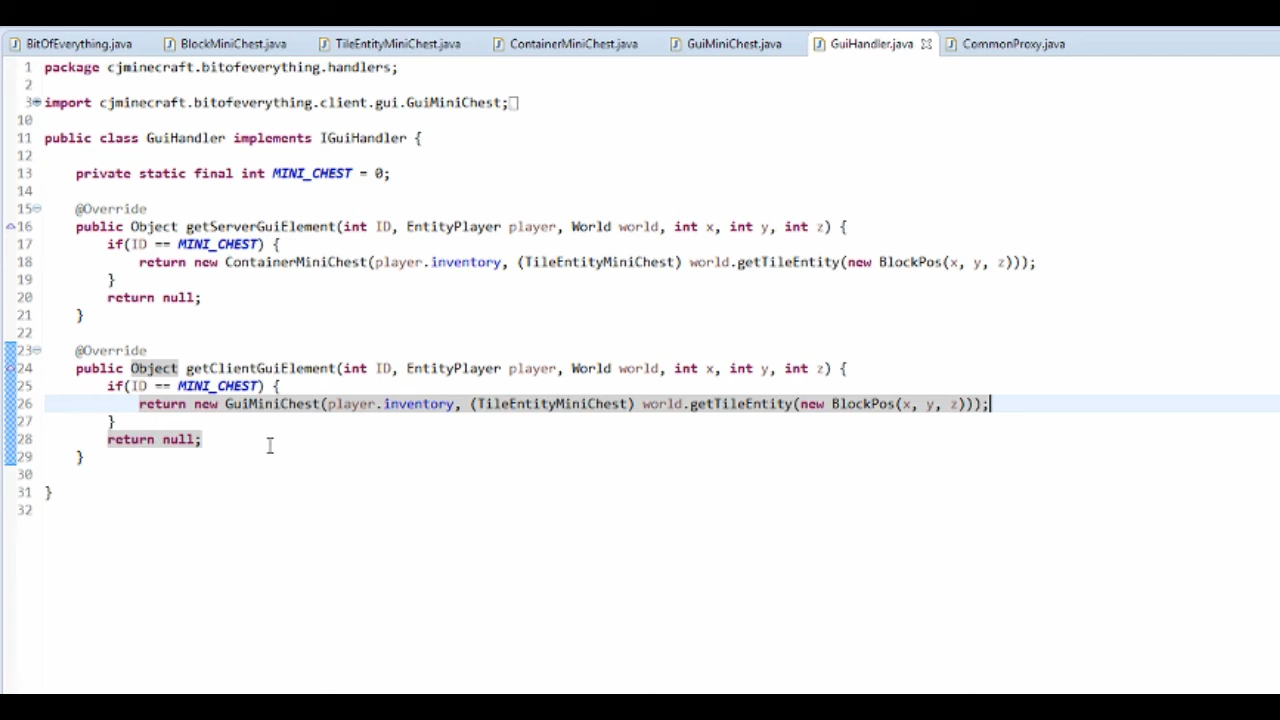 BitOfEverything.java BlockMiniChest.java TileEntityMiniChest.java ContainerMiniChest.java GuiMiniChest.java GuiHandler.java CommonProxy.java
1 package cjminecraft.bitofeverything.handlers;
2
3 import cjminecraft.bitofeverything.client.gui.GuiMiniChest;
10
11 public class GuiHandler implements IGuiHandler {
12
13 private static final int MINI_CHEST = 0;
14
15 @Override
16 public Object getServerGuiElement(int ID, EntityPlayer player, World world, int x, int y, int z) {
17 if(ID == MINI_CHEST) {
18 return new ContainerMiniChest(player.inventory, (TileEntityMiniChest) world.getTileEntity(new BlockPos(x, y, z)));
19 }
20 return null;
21 }
22
23 @Override
24 public Object getClientGuiElement(int ID, EntityPlayer player, World world, int x, int y, int z) {
25 if(ID == MINI_CHEST) {
26 return new GuiMiniChest(player.inventory, (TileEntityMiniChest) world.getTileEntity(new BlockPos(x, y, z)));
27 }
28 return null;
29 }
30
31 }
32